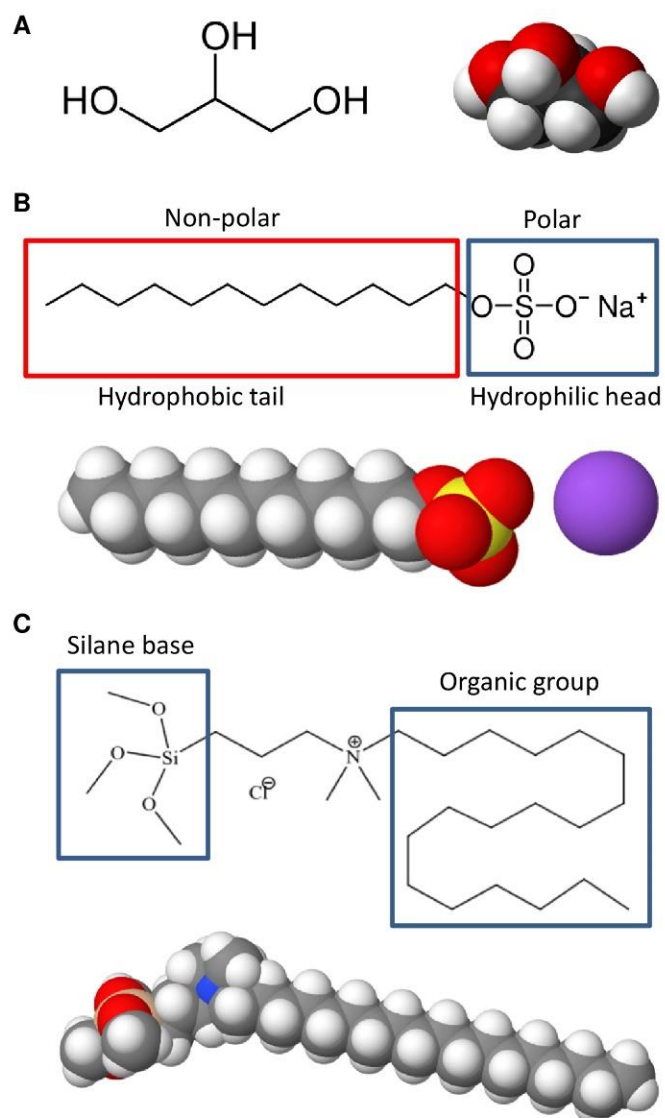 A
OH
HO
OH
B
Non-polar
Polar
O
O–S–O⁻ Na⁺
O
Hydrophobic tail
Hydrophilic head
C
Silane base
Organic group
O
O
Si
N⊕
Cl⊖
O